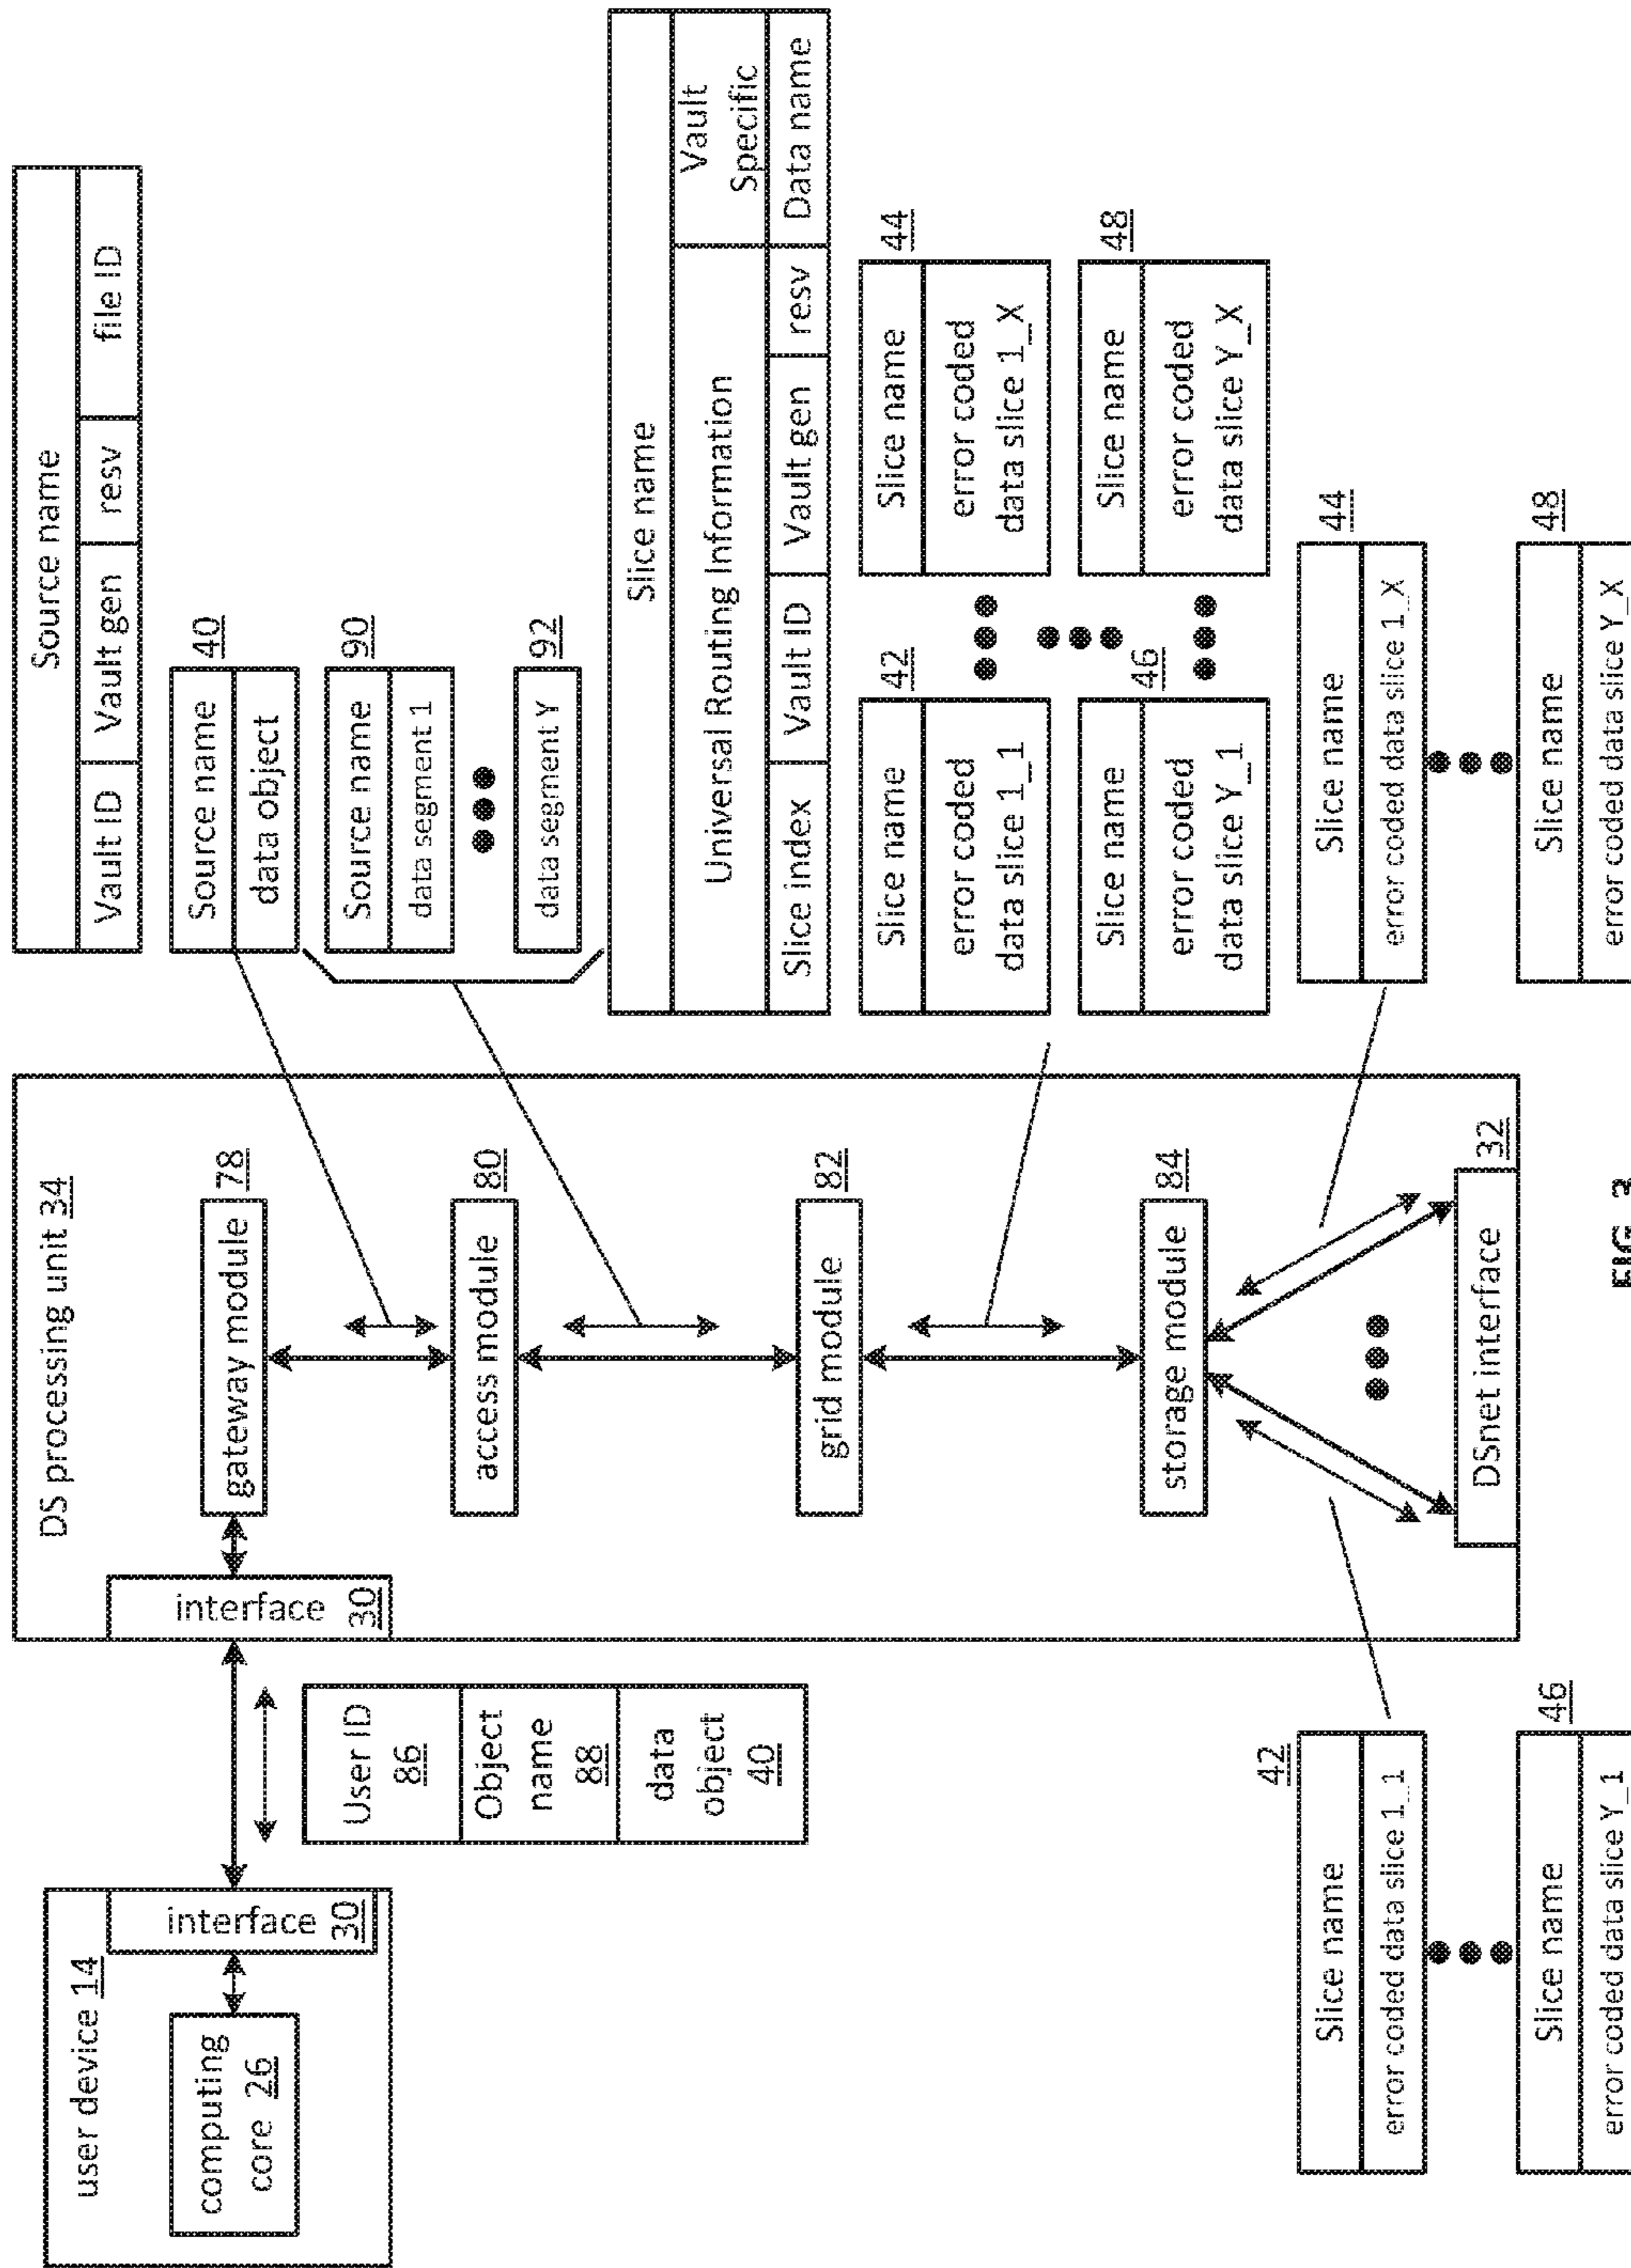 user device 14
computing
core 26
interface
30
User ID
86
Object
name
88
data
object
40
DS processing unit 34
interface
30
gateway module 78
access module 80
grid module 82
storage module 84
DSnet interface 32
Source name
Vault ID Vault gen resv file ID
Source name 40
data object
Source name 90
data segment 1
data segment Y 92
Slice name
Universal Routing Information
Vault
Specific
Slice index Vault ID Vault gen resv Data name
Slice name 42
error coded
data slice 1_1
Slice name 44
error coded
data slice 1_X
Slice name 46
error coded
data slice Y_1
Slice name 48
error coded
data slice Y_X
42
Slice name
error coded data slice 1_1
46
Slice name
error coded data slice Y_1
44
Slice name
error coded data slice 1_X
48
Slice name
error coded data slice Y_X
FIG. 3